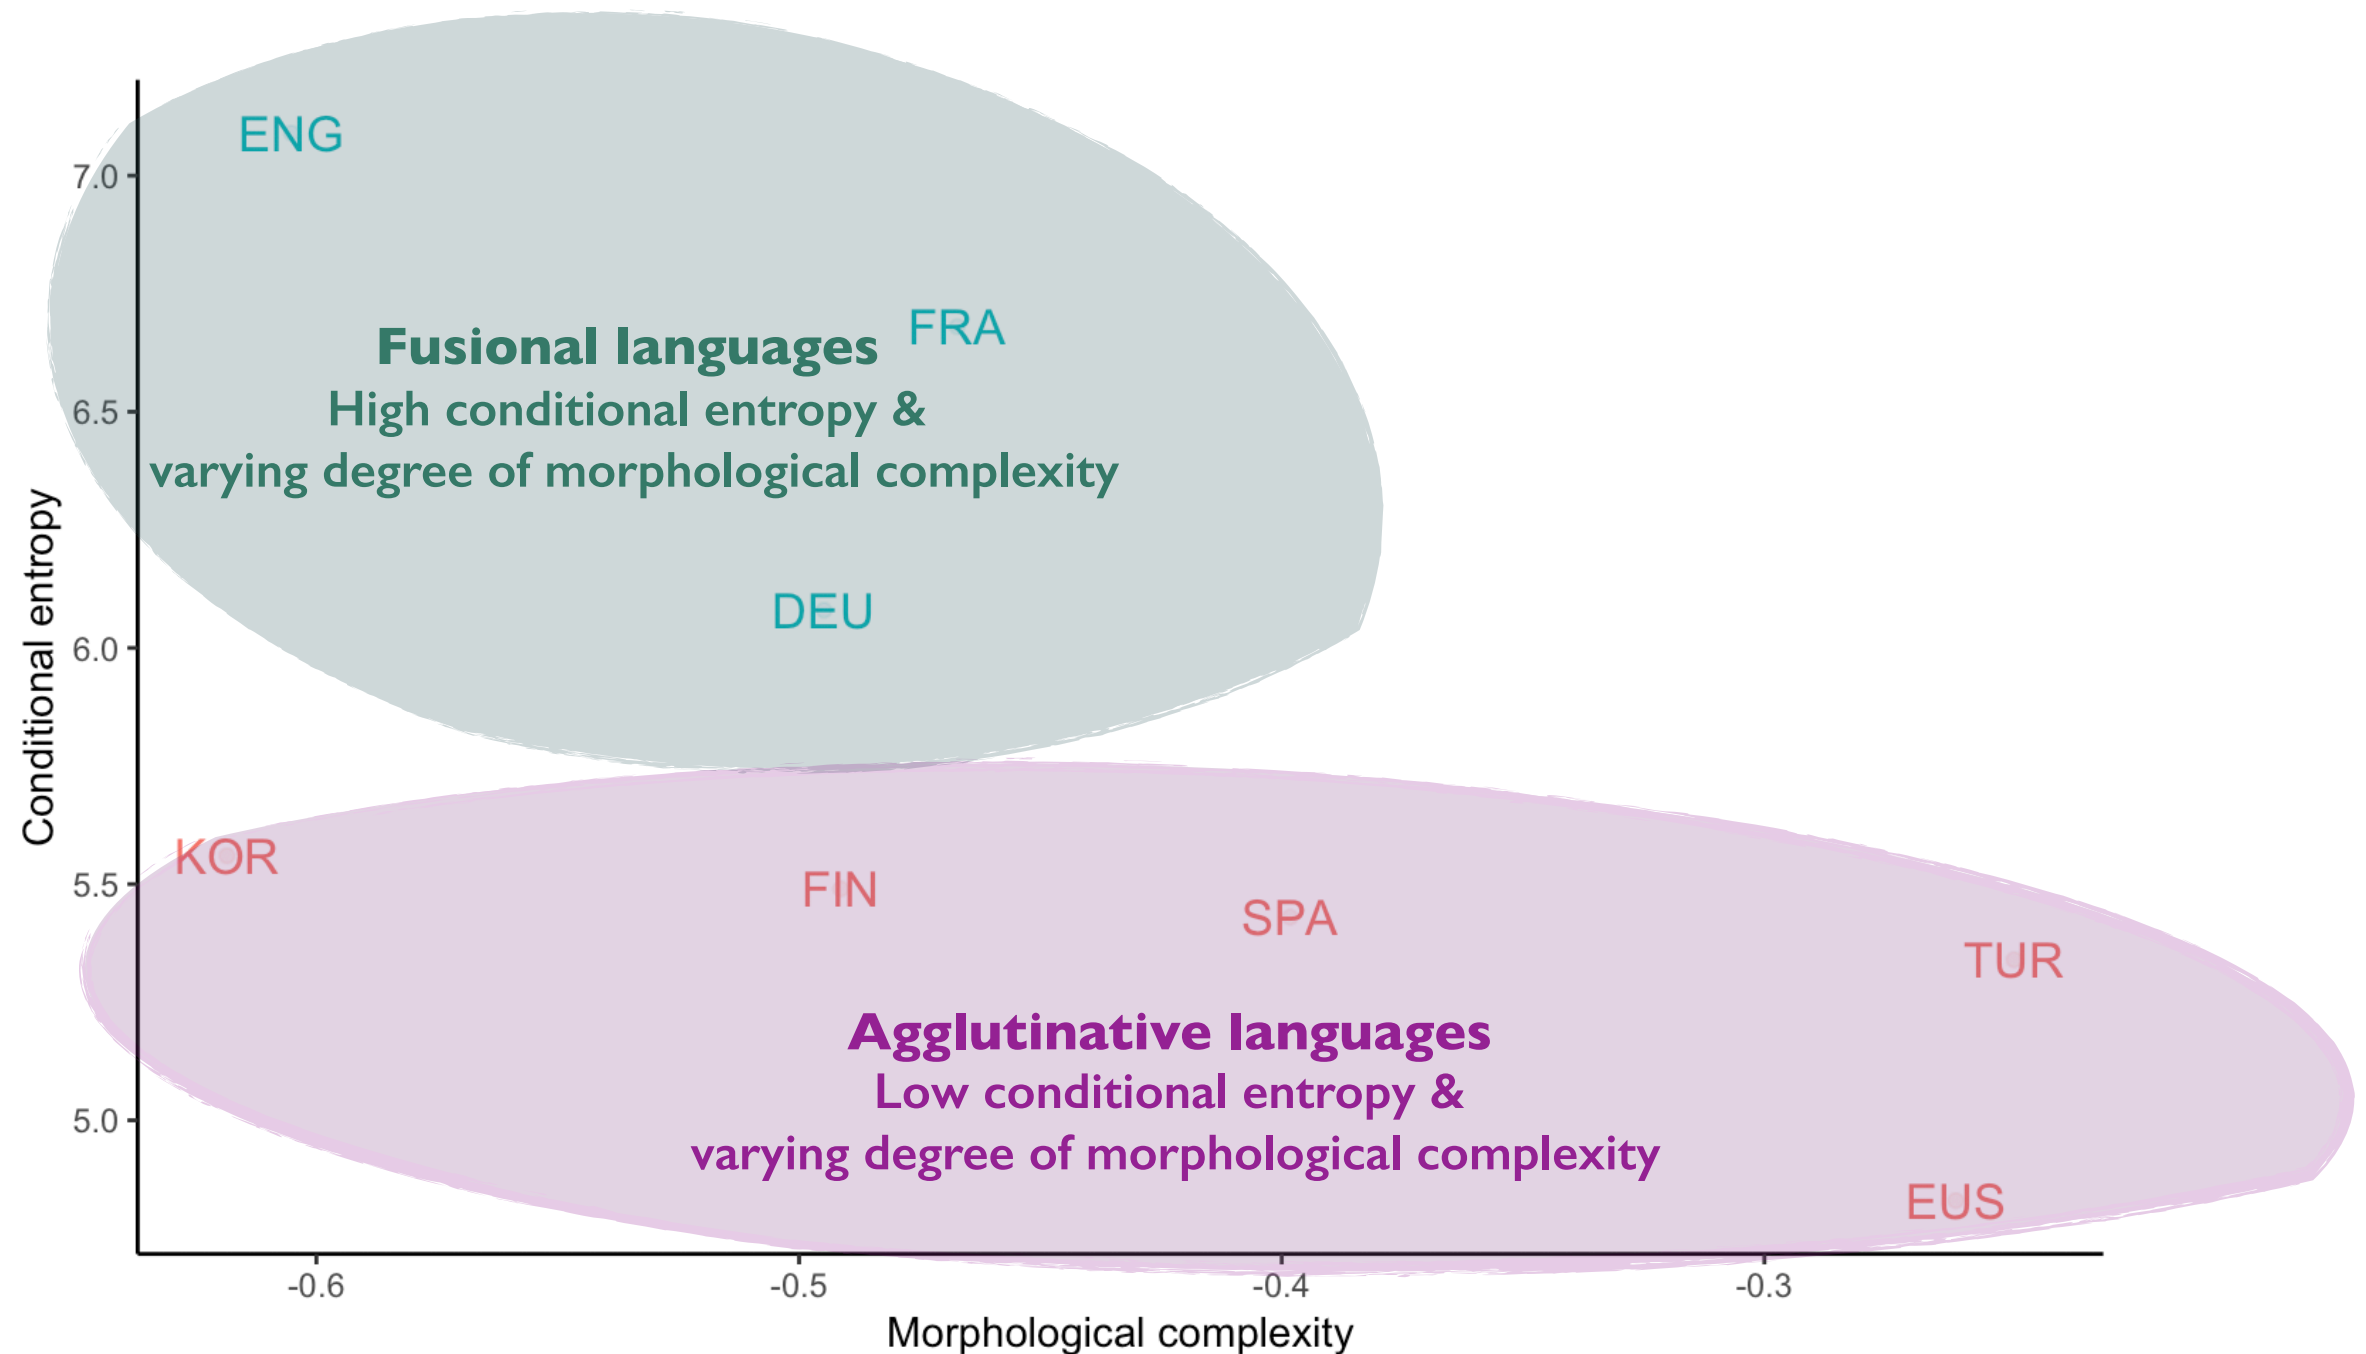 ENG
7.0
FRA
Fusional languages
High conditional entropy &
6.5
varying degree of morphological complexity
DEU
6.0
Conditional entropy
KOR
5.5
FIN
SPA
TUR
Agglutinative languages
Low conditional entropy &
5.0
varying degree of morphological complexity
EUS
-0.6 -0.5 -0.4 -0.3
Morphological complexity